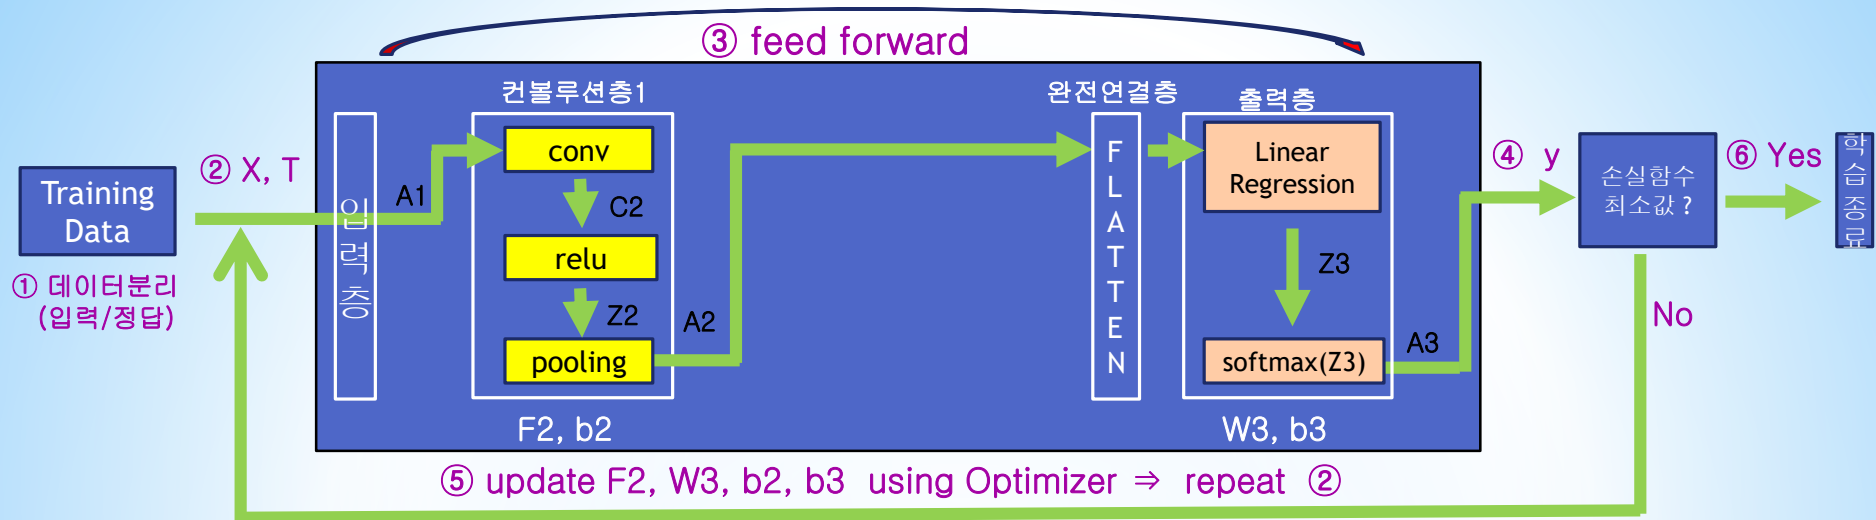 ③ feed forward
컨볼루션층1
완전연결층
출력층
Training
Data
① 데이터분리
(입력/정답)
② X, T
입력층
A1
conv
C2
relu
Z2
pooling
A2
F2, b2
FLATTEN
Linear
Regression
Z3
softmax(Z3)
A3
W3, b3
④ y
손실함수
최소값 ?
⑥ Yes
학습종료
No
⑤ update F2, W3, b2, b3 using Optimizer ⇒ repeat ②